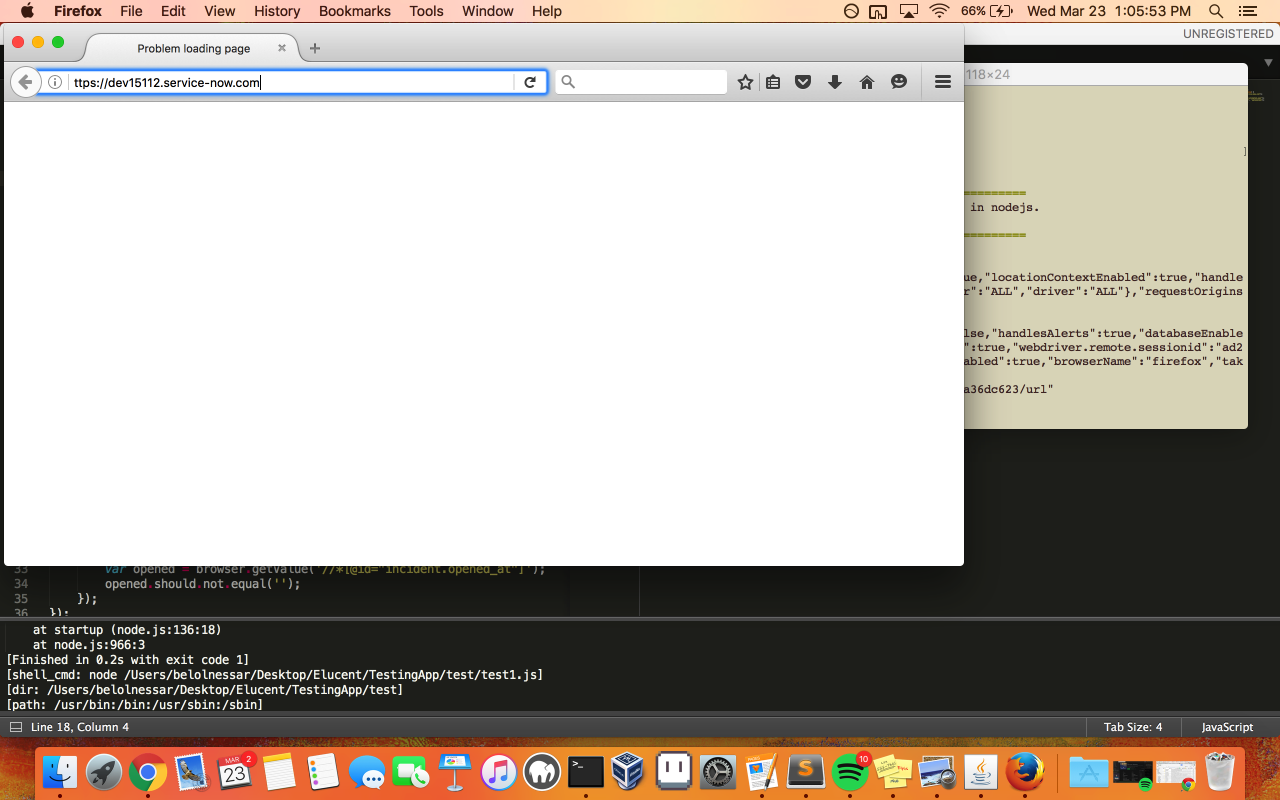 Firefox File Edit View History Bookmarks Tools Window Help 66% Wed Mar 23 1:05:53 PM
UNREGISTERED
Problem loading page
118×24
ttps://dev15112.service-now.com
]
==========
in nodejs.
==========
ue,"locationContextEnabled":true,"handle
r":"ALL","driver":"ALL"},"requestOrigins
lse,"handlesAlerts":true,"databaseEnable
":true,"webdriver.remote.sessionid":"ad2
abled":true,"browserName":"firefox","tak
a36dc623/url"
33 var opened = browser.getValue('//*[@id="incident.opened_at"]');
34 opened.should.not.equal('');
35 });
36 });
at startup (node.js:136:18)
at node.js:966:3
[Finished in 0.2s with exit code 1]
[shell_cmd: node /Users/belolnessar/Desktop/Elucent/TestingApp/test/test1.js]
[dir: /Users/belolnessar/Desktop/Elucent/TestingApp/test]
[path: /usr/bin:/bin:/usr/sbin:/sbin]
Line 18, Column 4 Tab Size: 4 JavaScript
MAR 2
23
10